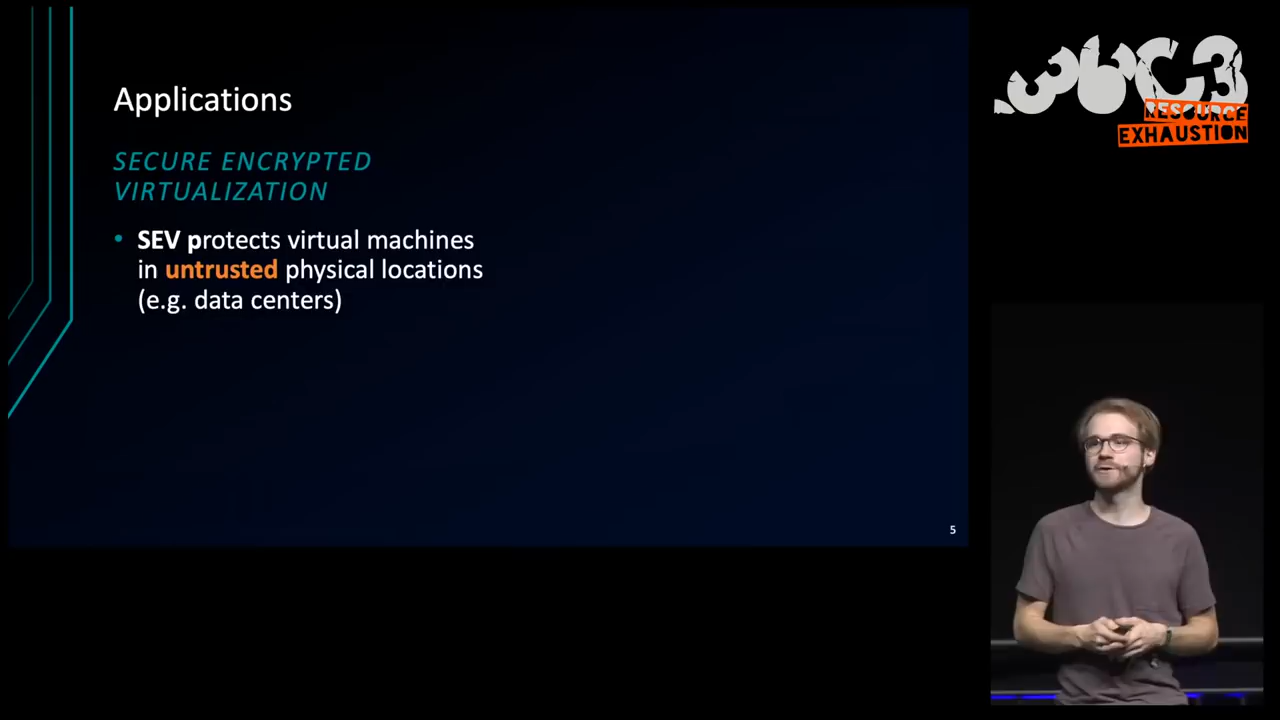 Applications
SECURE ENCRYPTED
VIRTUALIZATION
• SEV protects virtual machines
in untrusted physical locations
(e.g. data centers)
5
36C3
RESOURCE
EXHAUSTION